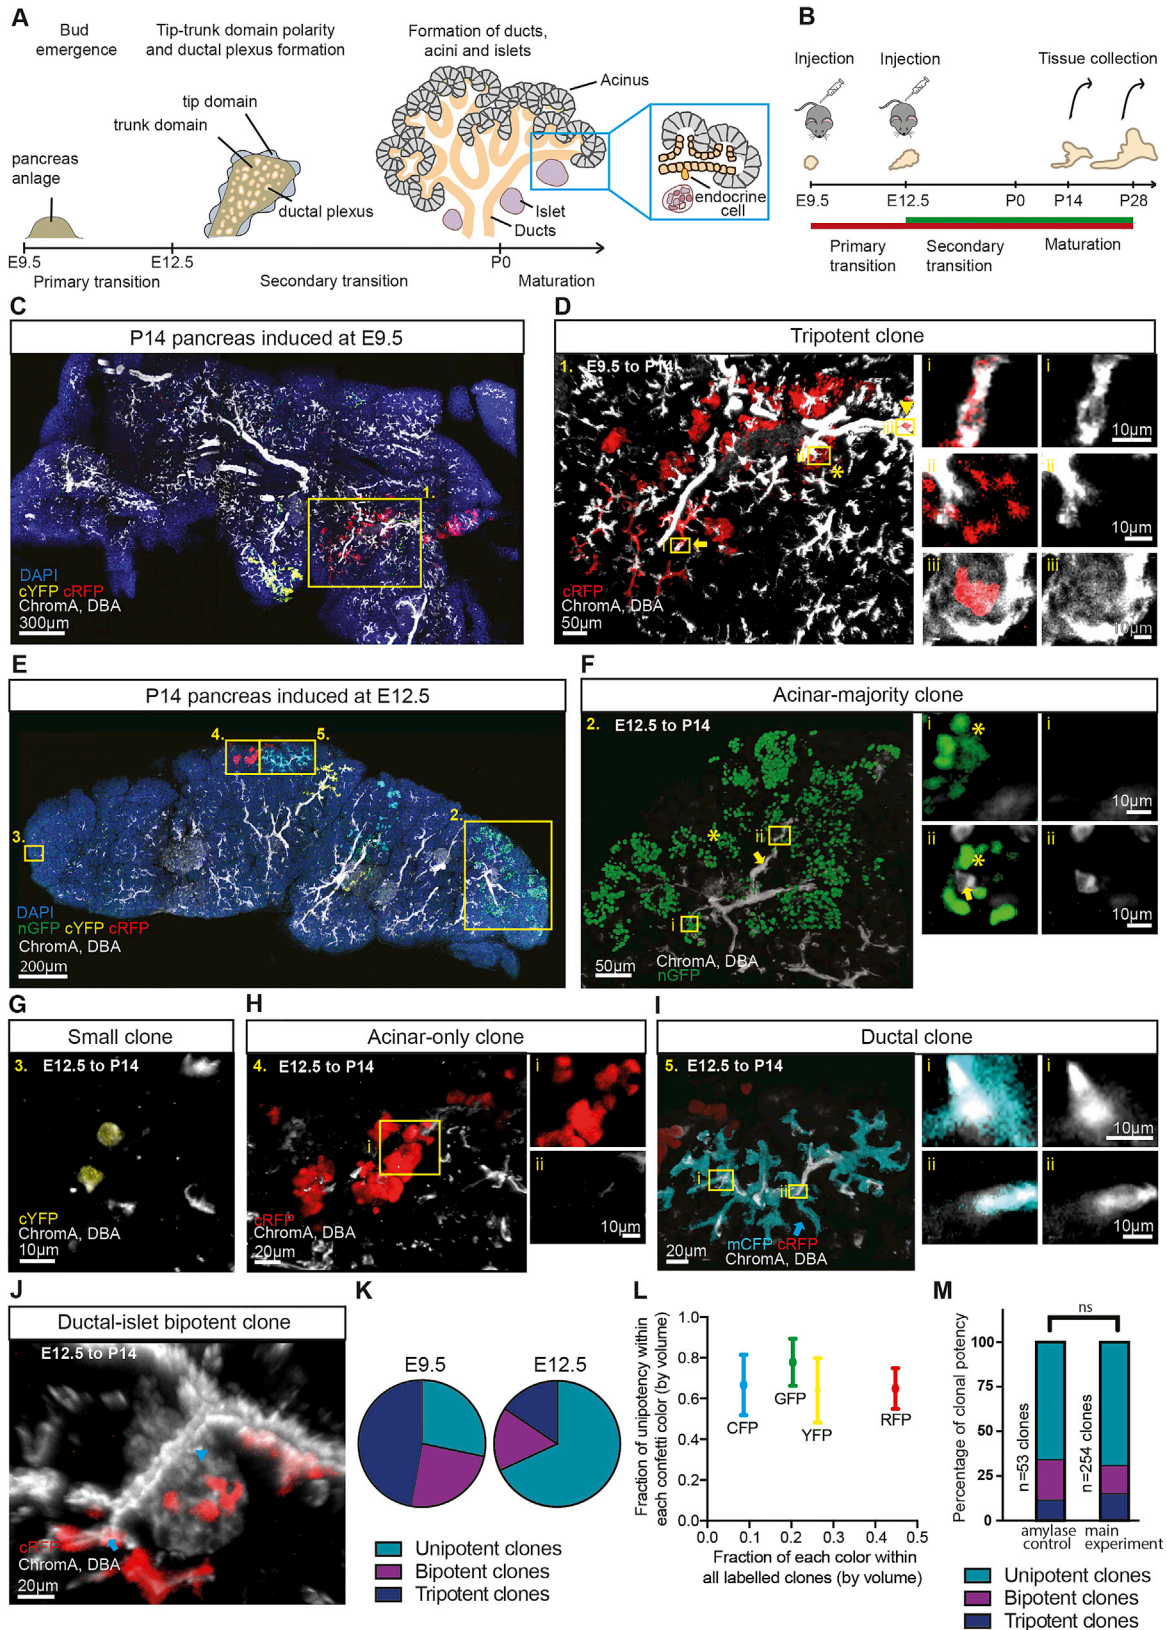 A
Bud
emergence
Tip-trunk domain polarity
and ductal plexus formation
Formation of ducts,
acini and islets
tip domain
trunk domain
pancreas
anlage
ductal plexus
Acinus
Islet
Ducts
endocrine
cell
E9.5
E12.5
P0
Primary transition
Secondary transition
Maturation
B
Injection
Injection
Tissue collection
E9.5
E12.5
P0
P14
P28
Primary
transition
Secondary
transition
Maturation
C
P14 pancreas induced at E9.5
1.
DAPI
cYFP cRFP
ChromA, DBA
300µm
D
Tripotent clone
1. E9.5 to P14
i
ii
iii
*
cRFP
ChromA, DBA
50µm
i
i
10µm
ii
ii
10µm
iii
iii
10µm
E
P14 pancreas induced at E12.5
4.
5.
3.
2.
DAPI
nGFP cYFP cRFP
ChromA, DBA
200µm
F
Acinar-majority clone
2. E12.5 to P14
*
ii
i
ChromA, DBA
nGFP
50µm
i
*
i
10µm
ii
*
ii
10µm
G
Small clone
3. E12.5 to P14
cYFP
ChromA, DBA
10µm
H
Acinar-only clone
4. E12.5 to P14
i
cRFP
ChromA, DBA
20µm
i
ii
10µm
I
Ductal clone
5. E12.5 to P14
i
ii
mCFP cRFP
ChromA, DBA
20µm
i
i
10µm
ii
ii
10µm
J
Ductal-islet bipotent clone
E12.5 to P14
cRFP
ChromA, DBA
20µm
K
E9.5
E12.5
Unipotent clones
Bipotent clones
Tripotent clones
L
Fraction of unipotency within
each confetti color (by volume)
1.0
0.8
0.6
0.4
0.2
0.0
CFP
GFP
YFP
RFP
0.0 0.1 0.2 0.3 0.4 0.5
Fraction of each color within
all labelled clones (by volume)
M
ns
Percentage of clonal potency
100
75
50
25
0
n=53 clones
n=254 clones
amylase
control
main
experiment
Unipotent clones
Bipotent clones
Tripotent clones